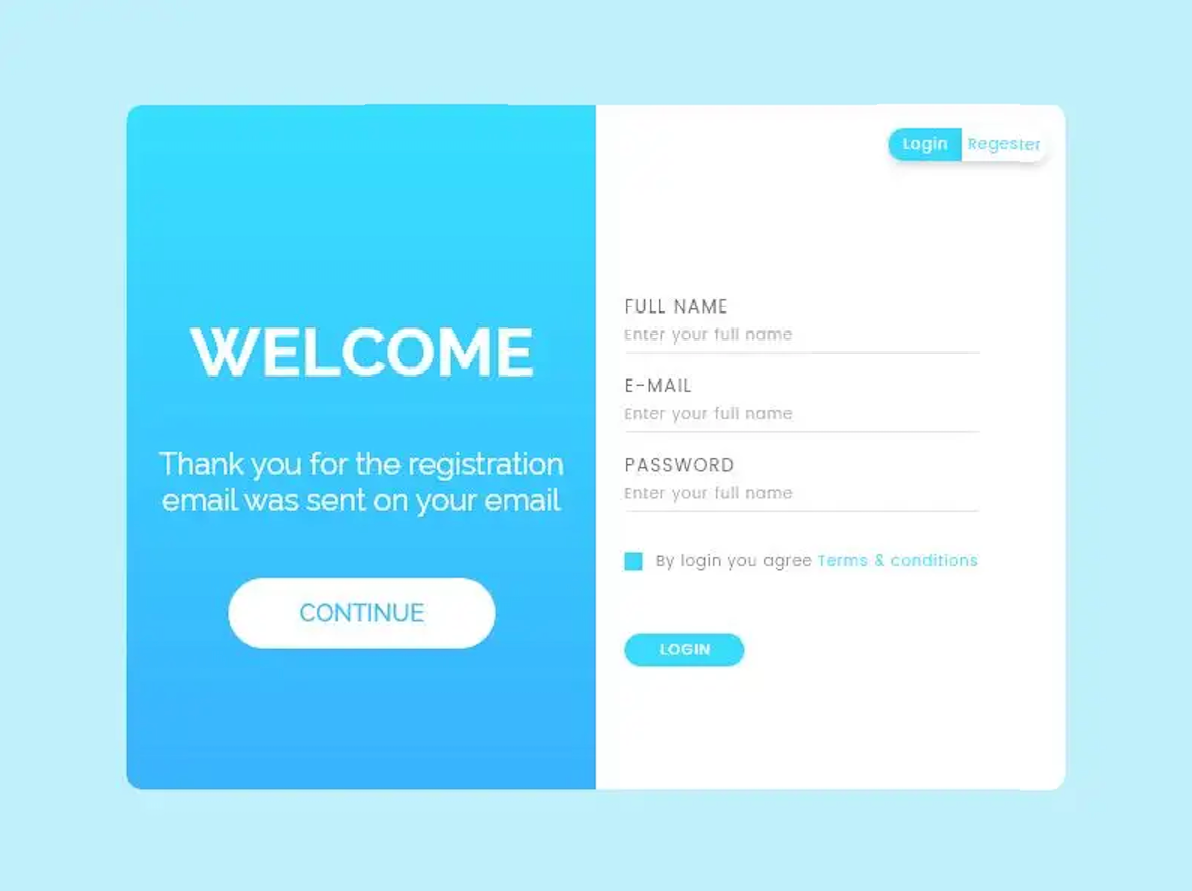 WELCOME
Thank you for the registration
email was sent on your email
CONTINUE
Login Regester
FULL NAME
Enter your full name
E-MAIL
Enter your full name
PASSWORD
Enter your full name
By login you agree Terms & conditions
LOGIN